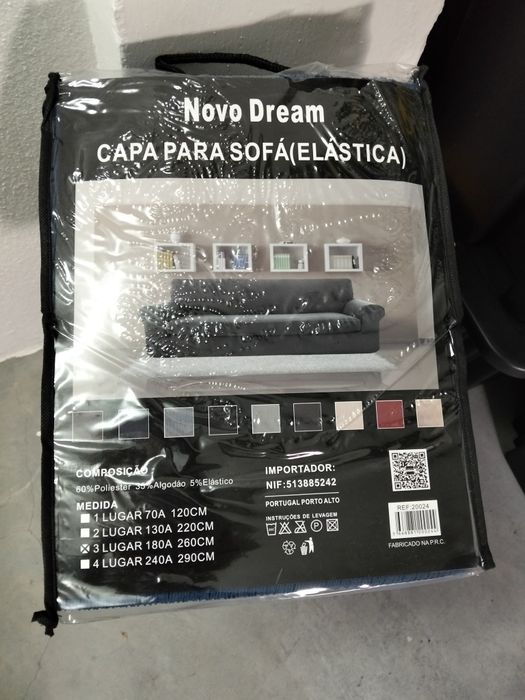 Novo Dream
CAPA PARA SOFÁ(ELÁSTICA)
COMPOSIÇÃO
60%Poliester 35%Algodão 5%Elástico
MEDIDA
1 LUGAR 70A 120CM
2 LUGAR 130A 220CM
3 LUGAR 180A 260CM
4 LUGAR 240A 290CM
IMPORTADOR:
NIF:513885242
PORTUGAL PORTO ALTO
INSTRUÇÕES DE LAVAGEM
REF:20024
FABRICADO NA P.R.C.